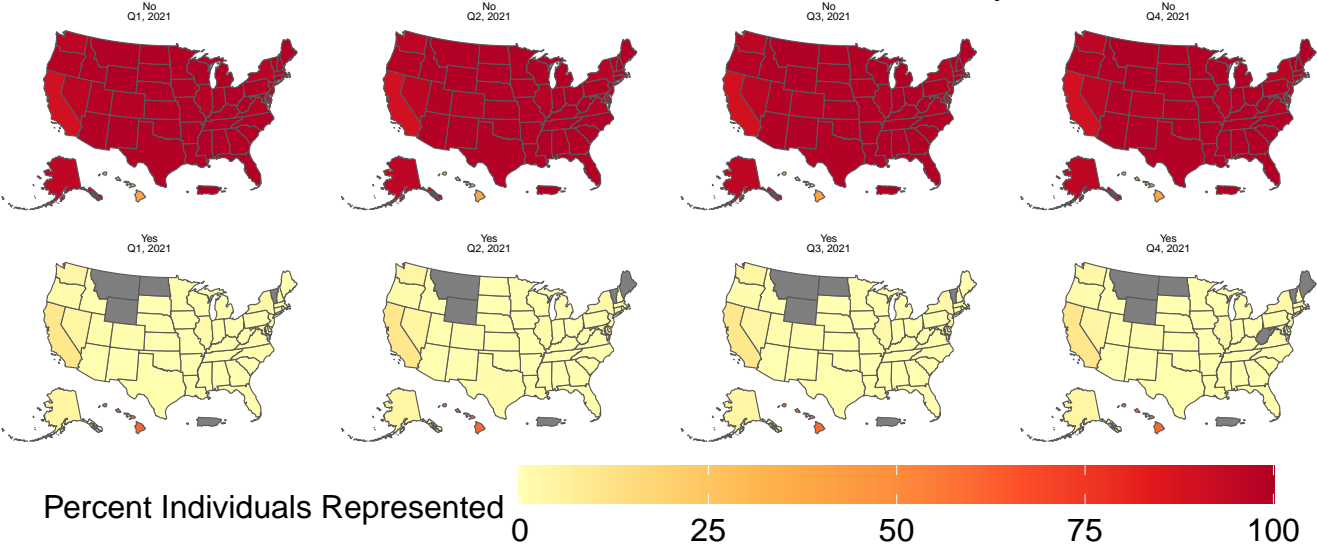 No
Q1, 2021
No
Q2, 2021
No
Q3, 2021
No
Q4, 2021
Yes
Q1, 2021
Yes
Q2, 2021
Yes
Q3, 2021
Yes
Q4, 2021
Percent Individuals Represented
0 25 50 75 100